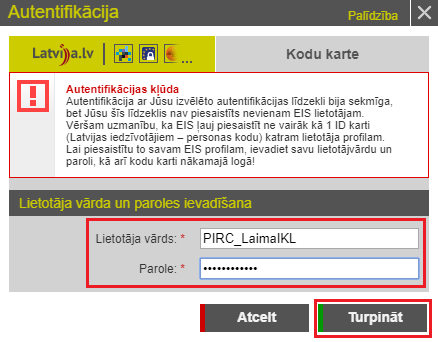 Autentifikācija
Palīdzība
Latvija.lv ...
Kodu karte
Autentifikācijas kļūda
Autentifikācija ar Jūsu izvēlēto autentifikācijas līdzekli bija sekmīga,
bet Jūsu šīs līdzeklis nav piesaistīts nevienam EIS lietotājam.
Vēršam uzmanību, ka EIS ļauj piesaistīt ne vairāk kā 1 ID karti
(Latvijas iedzīvotājiem – personas kodu) katram lietotāja profilam.
Lai piesaistītu to savam EIS profilam, ievadiet savu lietotājvārdu un
paroli, kā arī kodu karti nākamajā logā!
Lietotāja vārda un paroles ievadīšana
Lietotāja vārds: * PIRC_LaimaIKL
Parole: * ••••••••••••
Atcelt
Turpināt